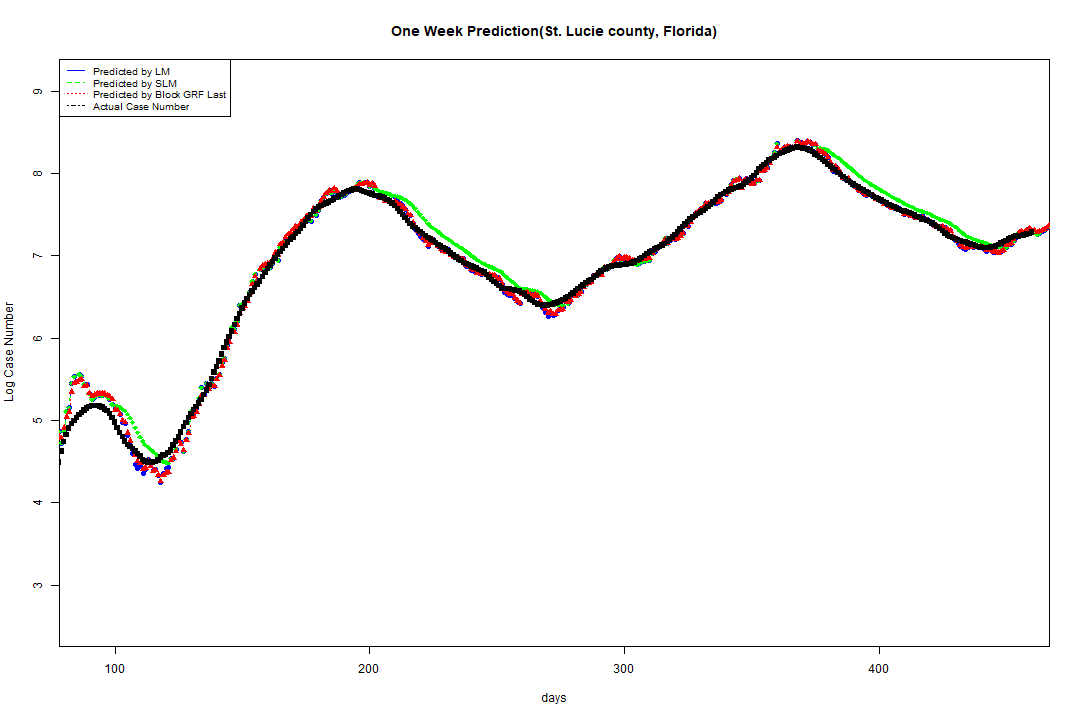 One Week Prediction(St. Lucie county, Florida)
Predicted by LM
Predicted by SLM
Predicted by Block GRF Last
Actual Case Number
9
8
7
6
5
4
3
Log Case Number
100 200 300 400
days